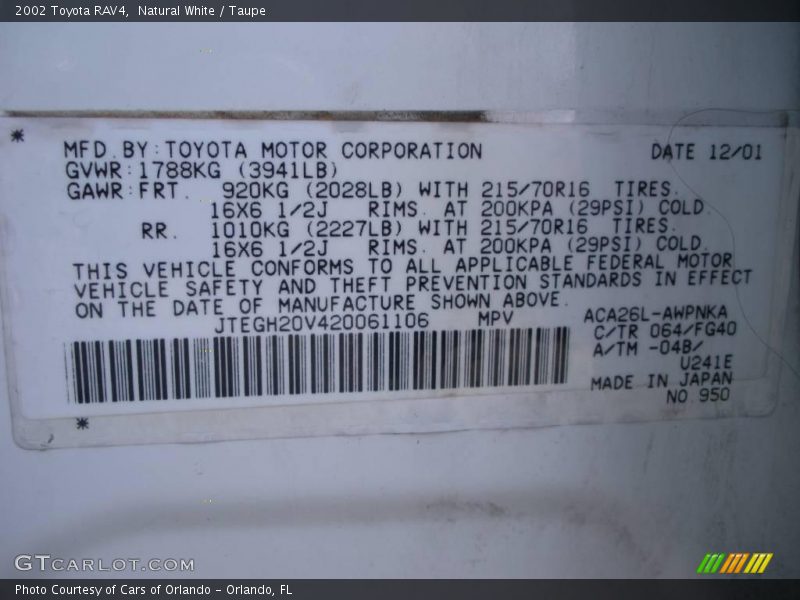 2002 Toyota RAV4, Natural White / Taupe
*
MFD.BY:TOYOTA MOTOR CORPORATION DATE 12/01
GVWR:1788KG (3941LB)
GAWR:FRT. 920KG (2028LB) WITH 215/70R16 TIRES.
16X6 1/2J RIMS. AT 200KPA (29PSI) COLD.
RR. 1010KG (2227LB) WITH 215/70R16 TIRES.
16X6 1/2J RIMS. AT 200KPA (29PSI) COLD.
THIS VEHICLE CONFORMS TO ALL APPLICABLE FEDERAL MOTOR
VEHICLE SAFETY AND THEFT PREVENTION STANDARDS IN EFFECT
ON THE DATE OF MANUFACTURE SHOWN ABOVE.
JTEGH20V420061106 MPV ACA26L-AWPNKA
C/TR 064/FG40
A/TM -04B/
U241E
MADE IN JAPAN
NO 950
*
GTCARLOT.COM
Photo Courtesy of Cars of Orlando - Orlando, FL